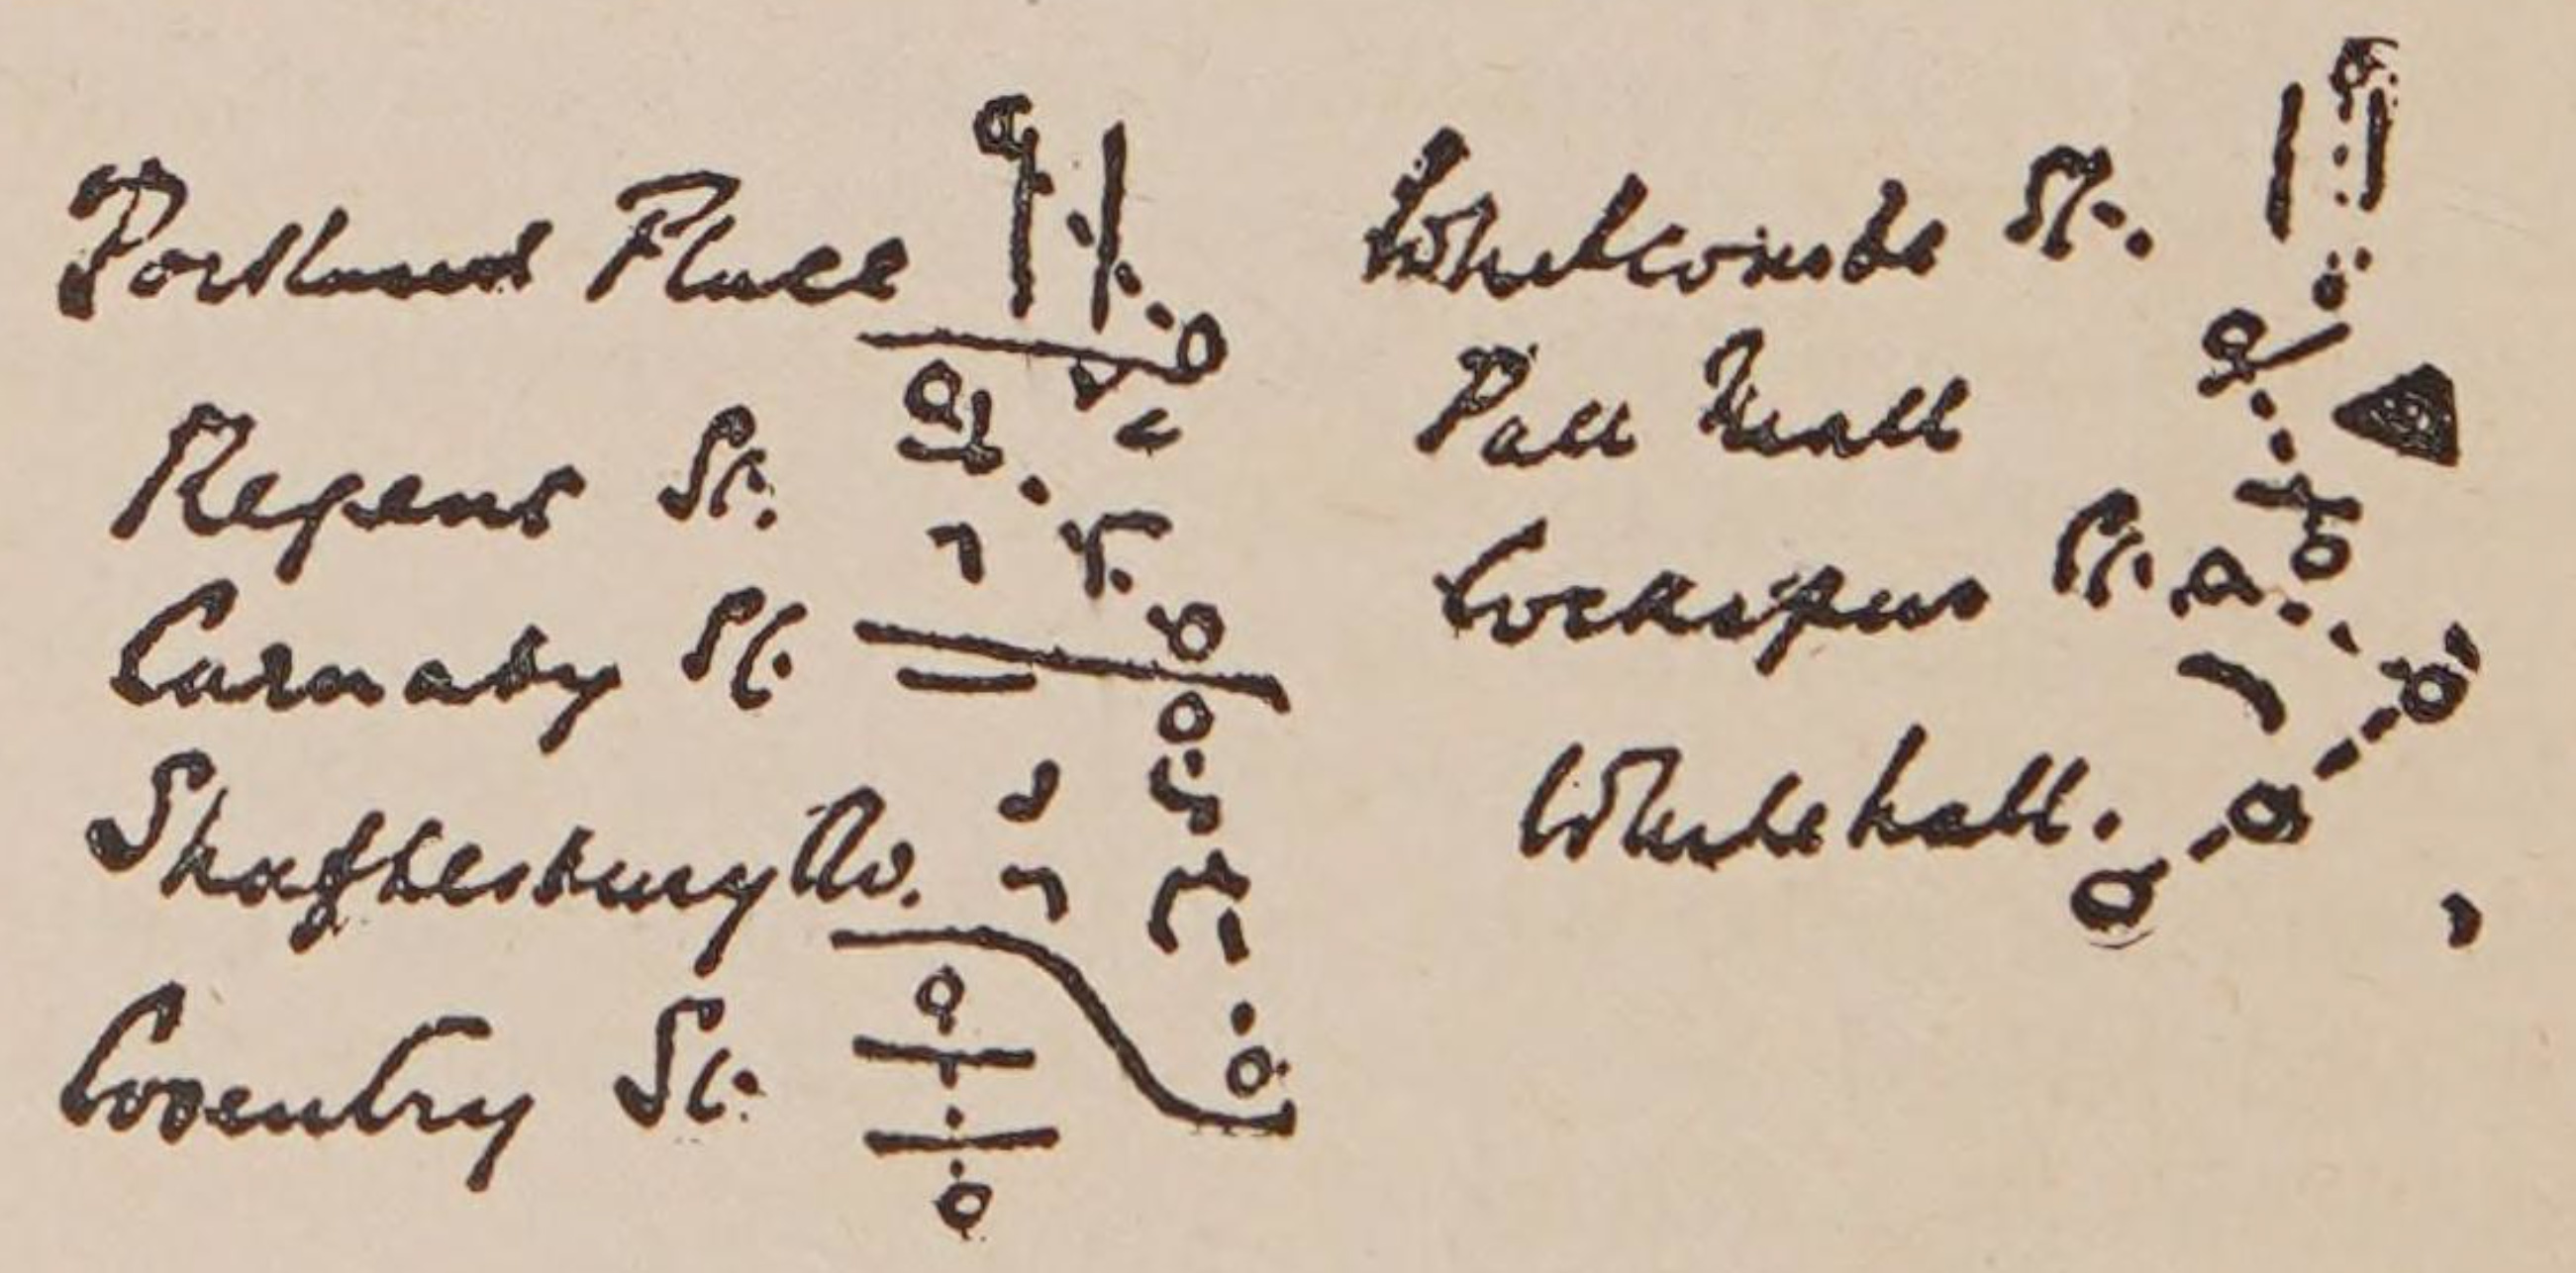 Portland Place
Regent St.
Carnaby St.
Shaftesbury Av.
Coventry St.
Whitcombe St.
Pall Mall
Cockspur St.
Whitehall.